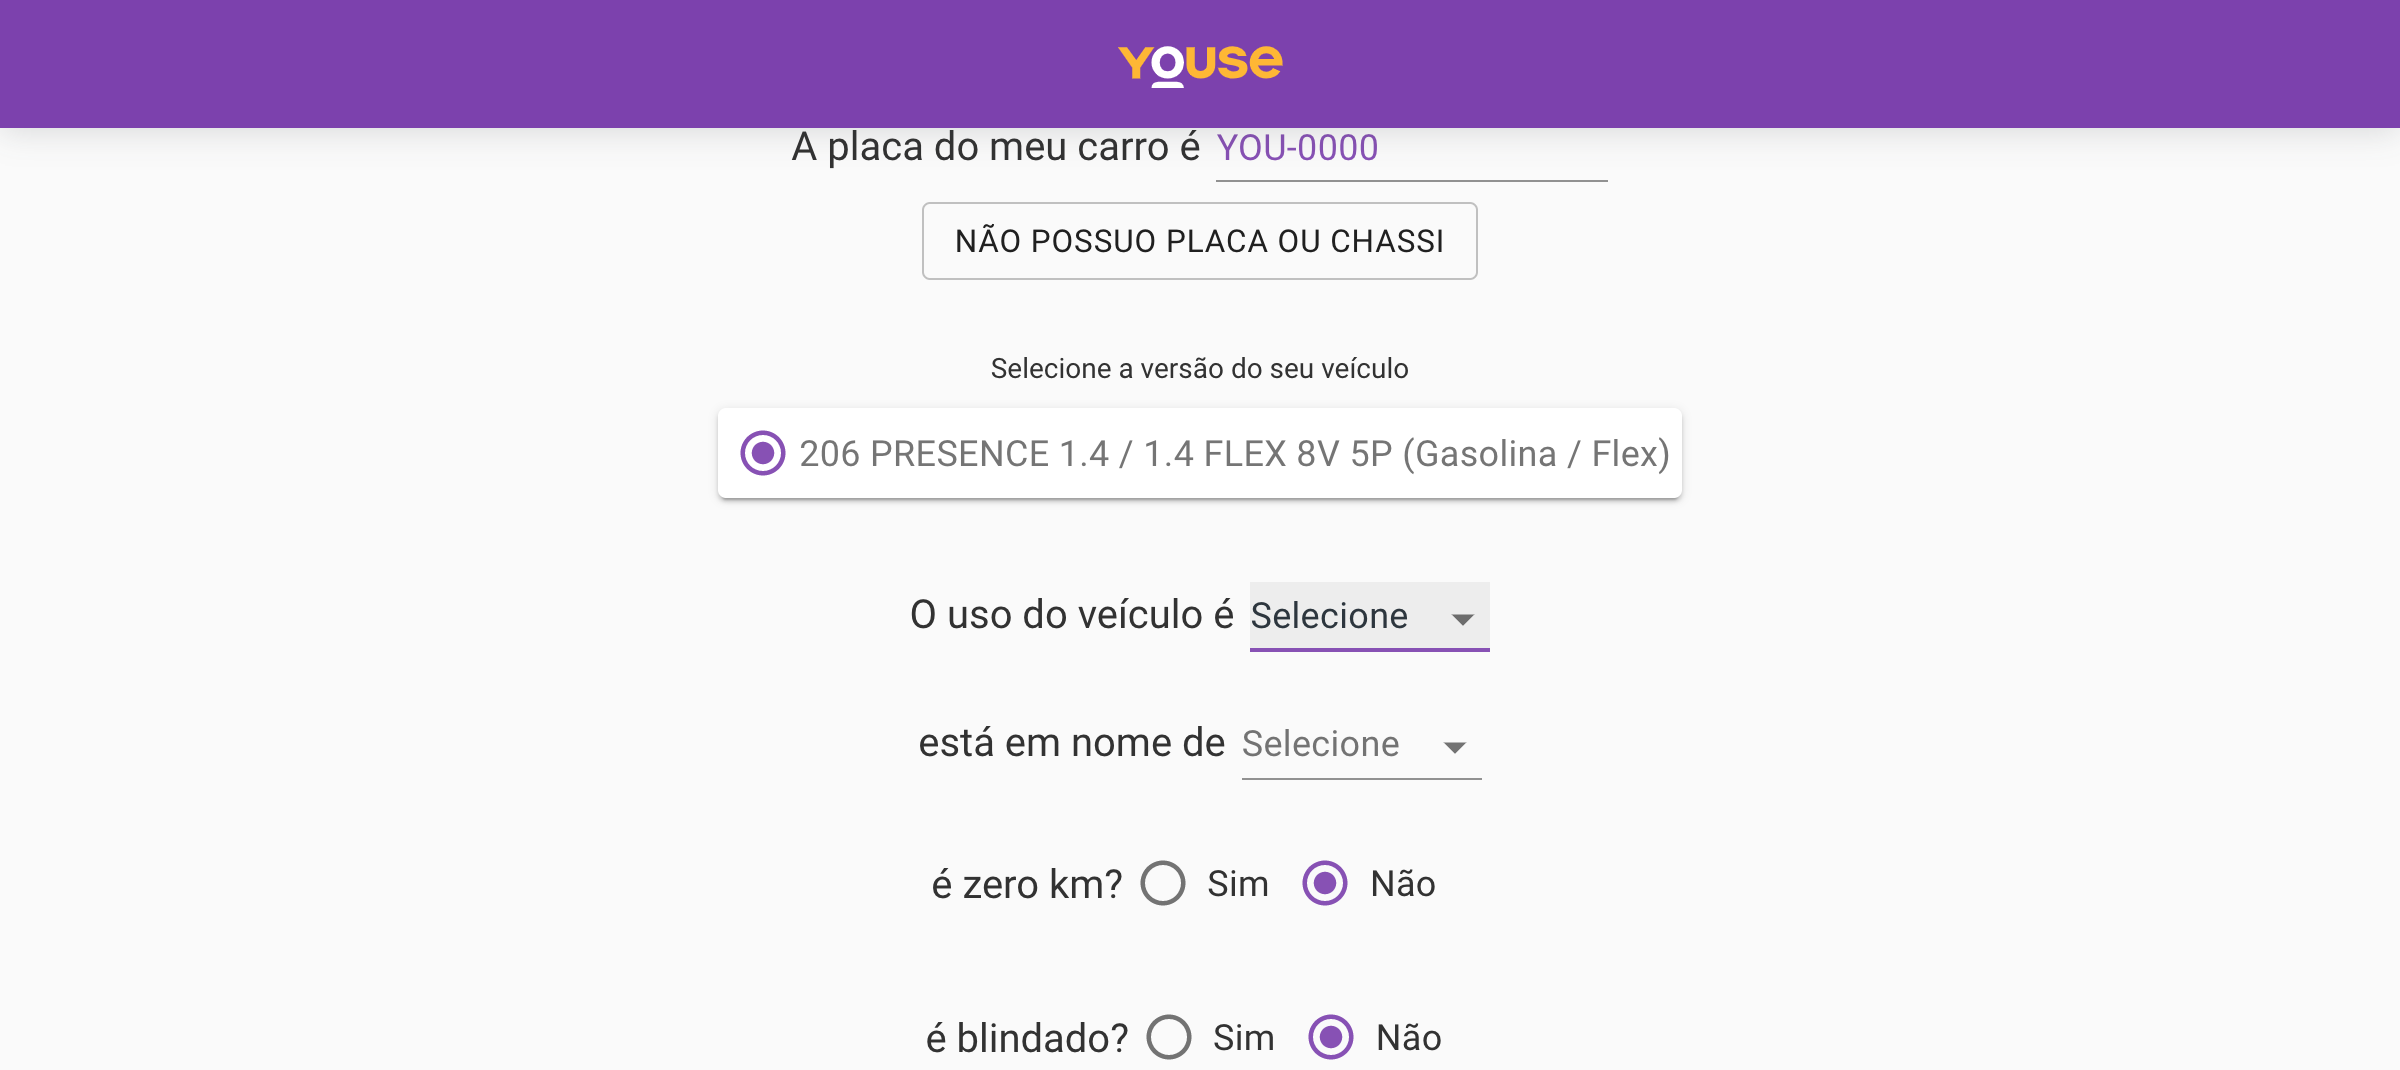 YOUSE
A placa do meu carro é YOU-0000
NÃO POSSUO PLACA OU CHASSI
Selecione a versão do seu veículo
206 PRESENCE 1.4 / 1.4 FLEX 8V 5P (Gasolina / Flex)
O uso do veículo é Selecione
está em nome de Selecione
é zero km? Sim Não
é blindado? Sim Não